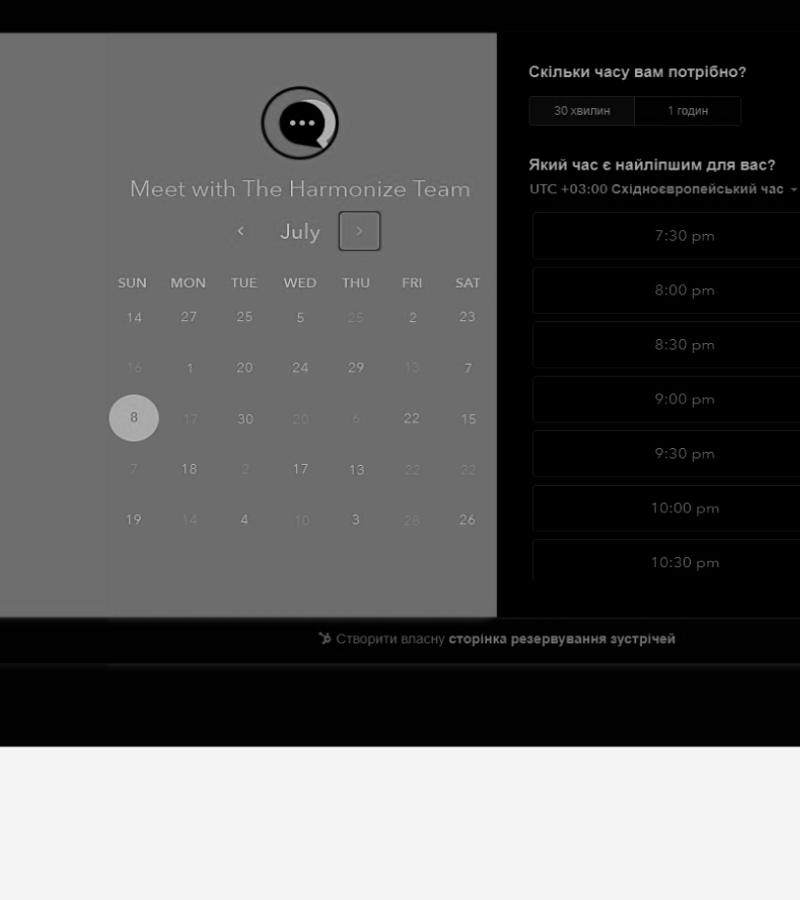 Meet with The Harmonize Team
July
SUN MON TUE WED THU FRI SAT
14 27 25 5 25 2 23
16 1 20 24 29 13 7
8 17 30 20 6 22 15
7 18 2 17 13 22 22
19 14 4 10 3 28 26
Скільки часу вам потрібно?
30 хвилин 1 годин
Який час є найліпшим для вас?
UTC +03:00 Східноєвропейський час
7:30 pm
8:00 pm
8:30 pm
9:00 pm
9:30 pm
10:00 pm
10:30 pm
Створити власну сторінка резервування зустрічей